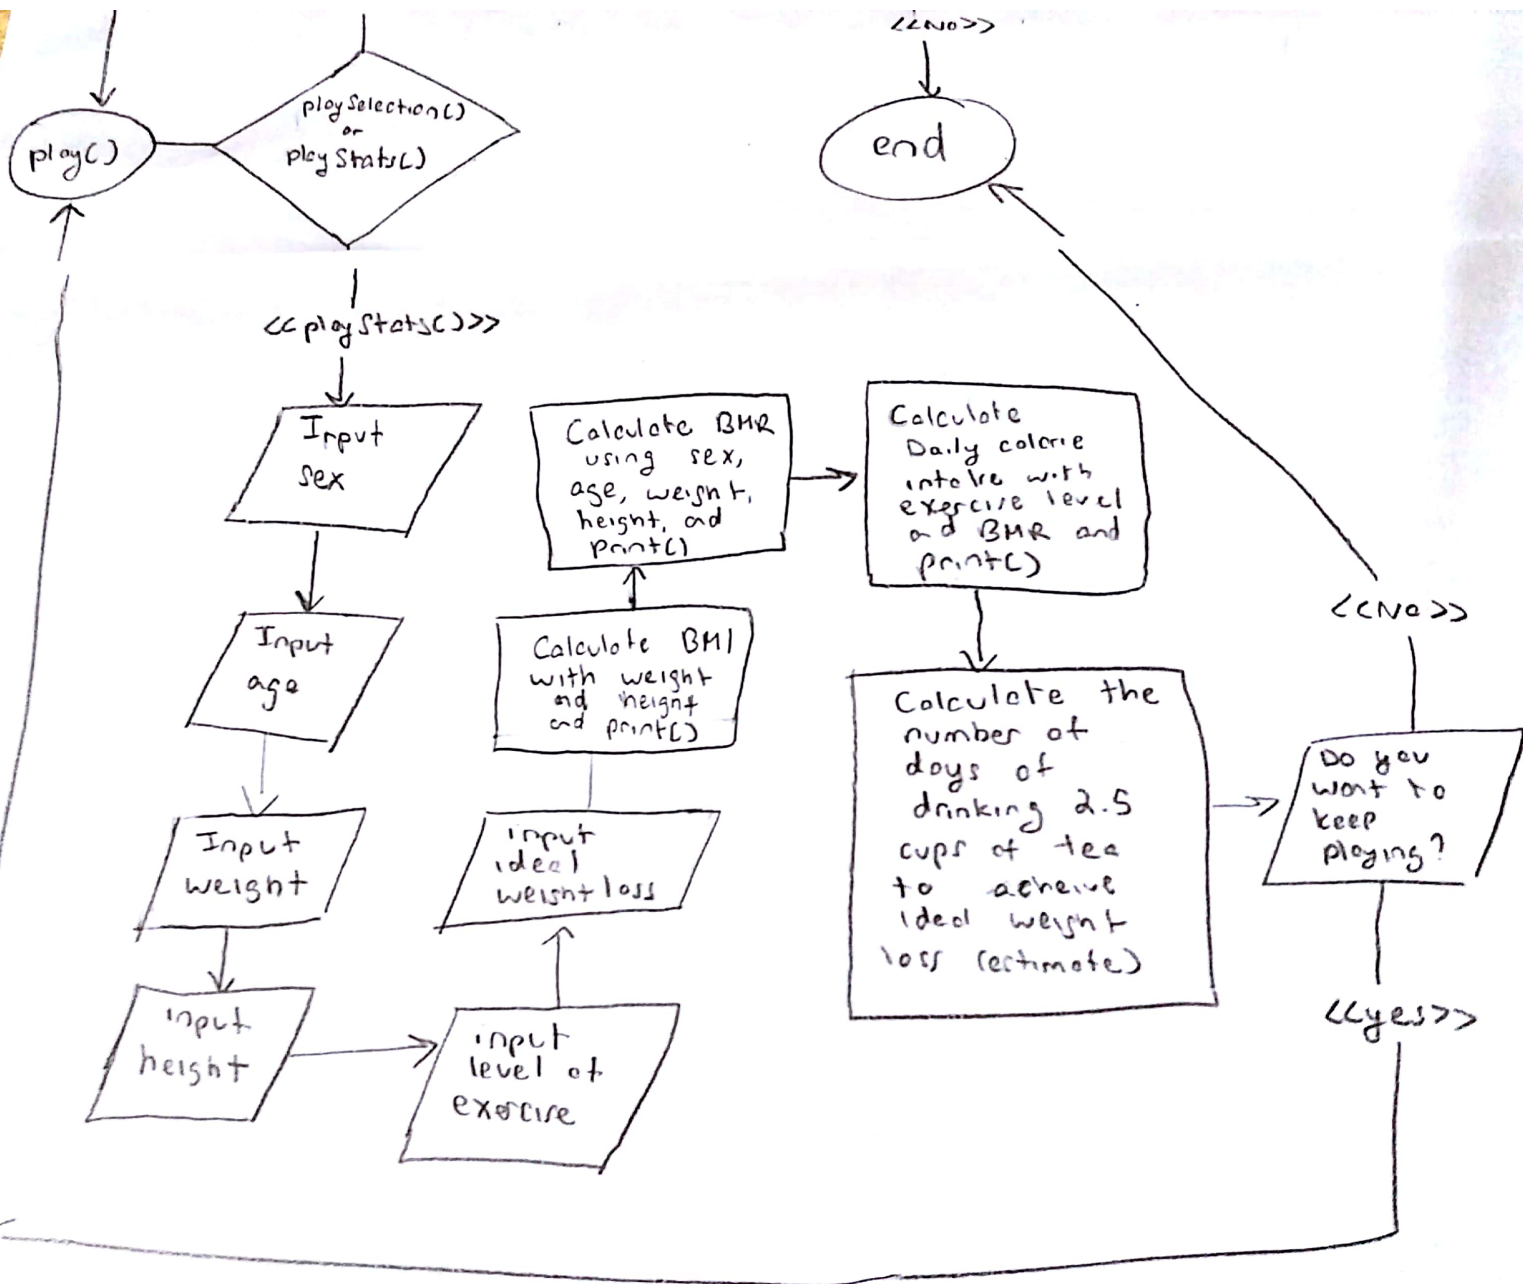 <<No>>
play()
playSelection()
or
playStats()
end
<<playStats()>>
Input
sex
Input
age
Input
weight
input
height
input
level of
exercise
input
ideal
weight loss
Calculate BMI
with weight
and height
and print()
Calculate BMR
using sex,
age, weight,
height, and
print()
Calculate
Daily calorie
intake with
exercise level
and BMR and
print()
Calculate the
number of
days of
drinking 2.5
cups of tea
to acheive
ideal weight
loss (estimate)
Do you
want to
keep
playing?
<<No>>
<<yes>>